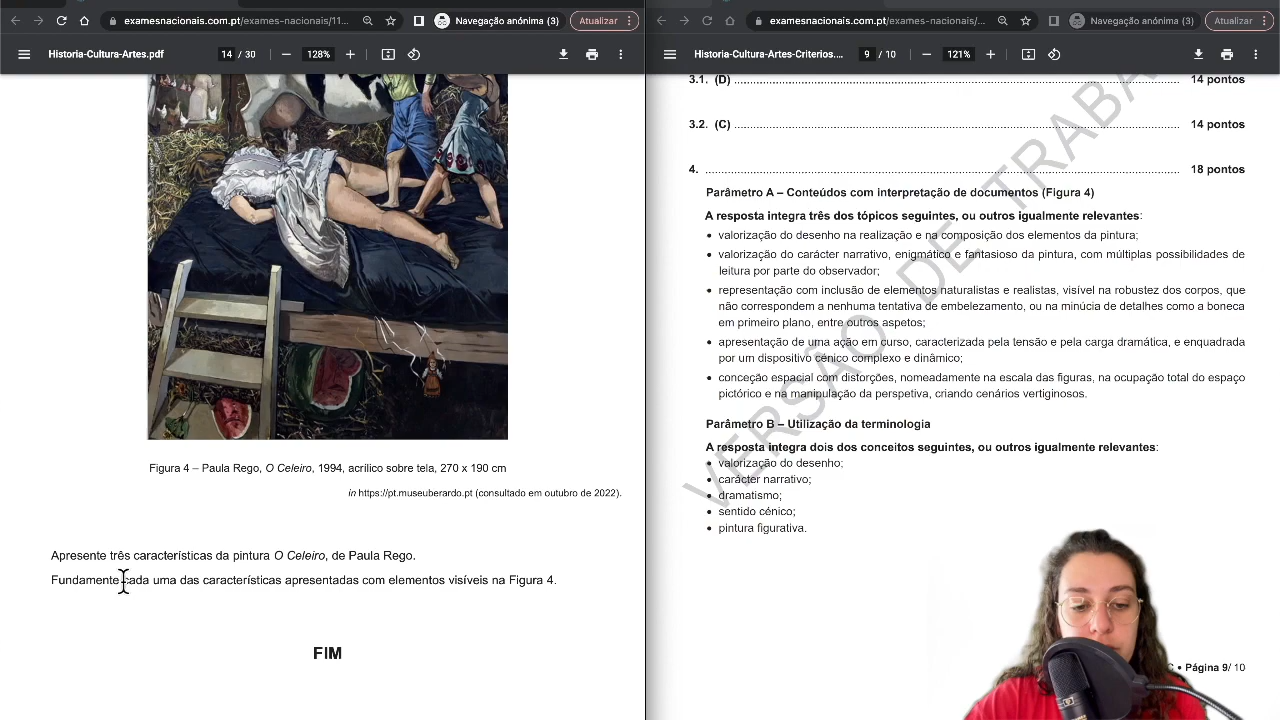 examesnacionais.com.pt/exames-nacionais/11...
Navegação anónima (3)
Atualizar
Historia-Cultura-Artes.pdf
14 / 30
128%
Figura 4 – Paula Rego, O Celeiro, 1994, acrílico sobre tela, 270 x 190 cm
in https://pt.museuberardo.pt (consultado em outubro de 2022).
Apresente três características da pintura O Celeiro, de Paula Rego.
Fundamente cada uma das características apresentadas com elementos visíveis na Figura 4.
FIM
examesnacionais.com.pt/exames-nacionais/...
Navegação anónima (3)
Atualizar
Historia-Cultura-Artes-Criterios....
9 / 10
121%
3.1. (D) 14 pontos
3.2. (C) 14 pontos
4. 18 pontos
Parâmetro A – Conteúdos com interpretação de documentos (Figura 4)
A resposta integra três dos tópicos seguintes, ou outros igualmente relevantes:
• valorização do desenho na realização e na composição dos elementos da pintura;
• valorização do carácter narrativo, enigmático e fantasioso da pintura, com múltiplas possibilidades de
leitura por parte do observador;
• representação com inclusão de elementos naturalistas e realistas, visível na robustez dos corpos, que
não correspondem a nenhuma tentativa de embelezamento, ou na minúcia de detalhes como a boneca
em primeiro plano, entre outros aspetos;
• apresentação de uma ação em curso, caracterizada pela tensão e pela carga dramática, e enquadrada
por um dispositivo cénico complexo e dinâmico;
• conceção espacial com distorções, nomeadamente na escala das figuras, na ocupação total do espaço
pictórico e na manipulação da perspetiva, criando cenários vertiginosos.
Parâmetro B – Utilização da terminologia
A resposta integra dois dos conceitos seguintes, ou outros igualmente relevantes:
• valorização do desenho;
• carácter narrativo;
• dramatismo;
• sentido cénico;
• pintura figurativa.
VERSÃO DE TRABA
C • Página 9/ 10